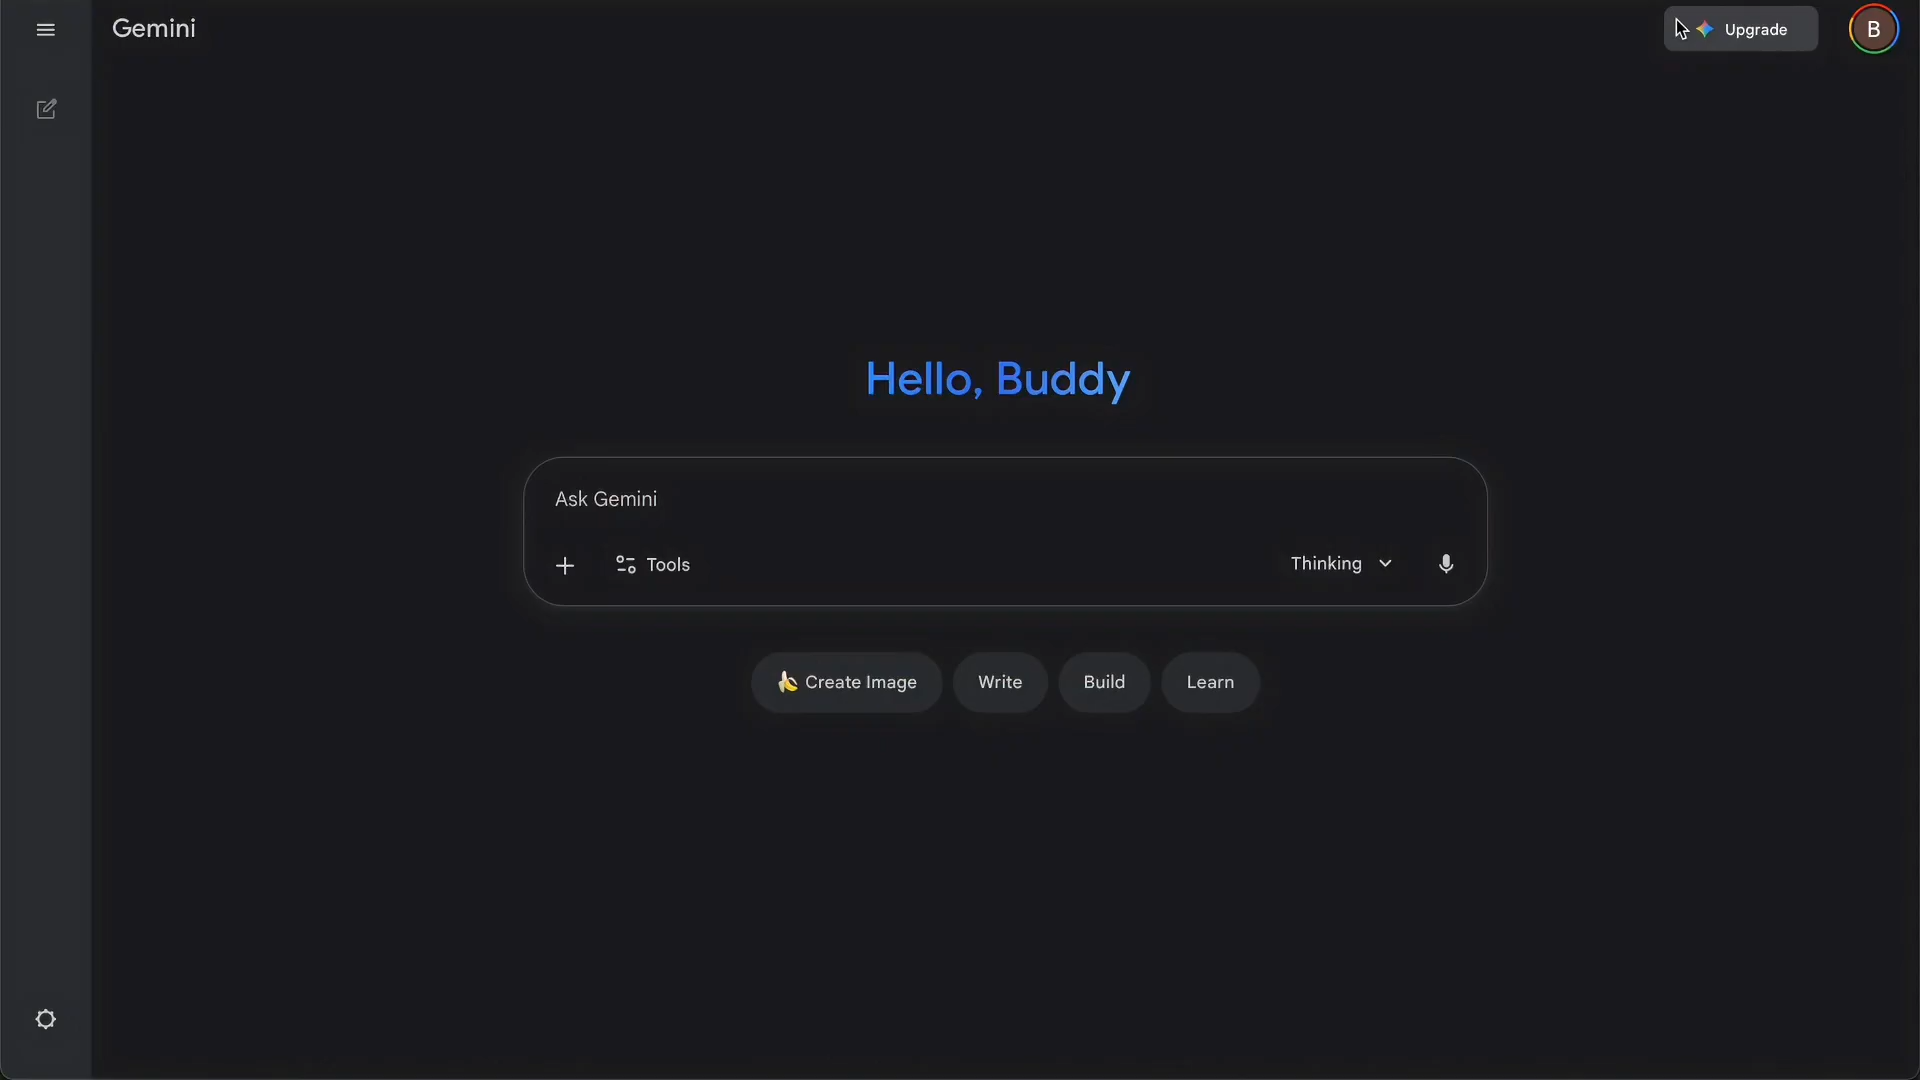 Gemini
Upgrade
B
Hello, Buddy
Ask Gemini
Tools
Thinking
Create Image
Write
Build
Learn